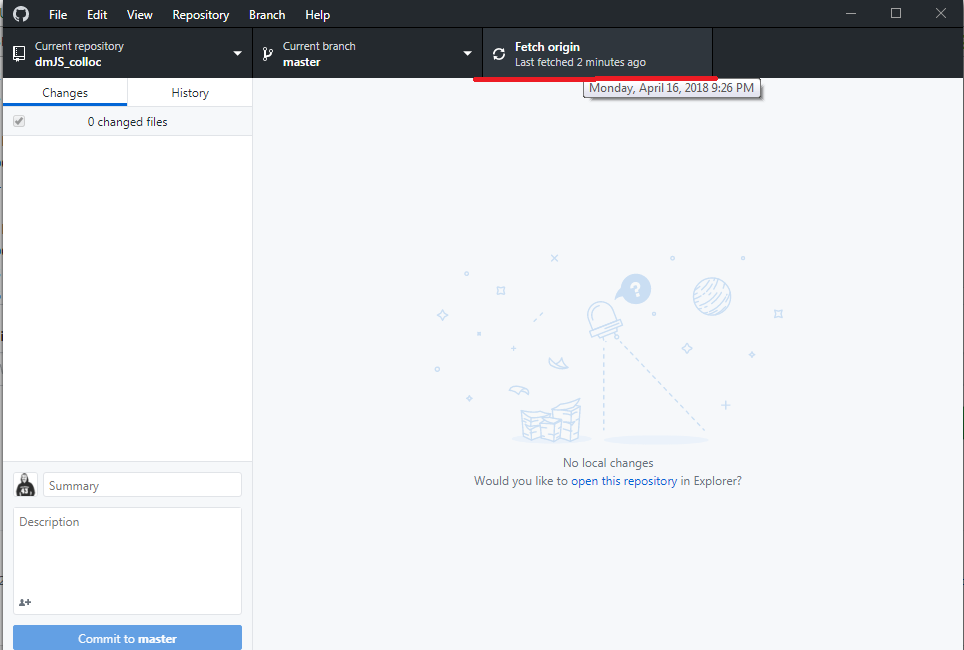 File Edit View Repository Branch Help
Current repository
dmJS_colloc
Current branch
master
Fetch origin
Last fetched 2 minutes ago
Monday, April 16, 2018 9:26 PM
Changes
History
0 changed files
?
No local changes
Would you like to open this repository in Explorer?
Summary
Description
Commit to master